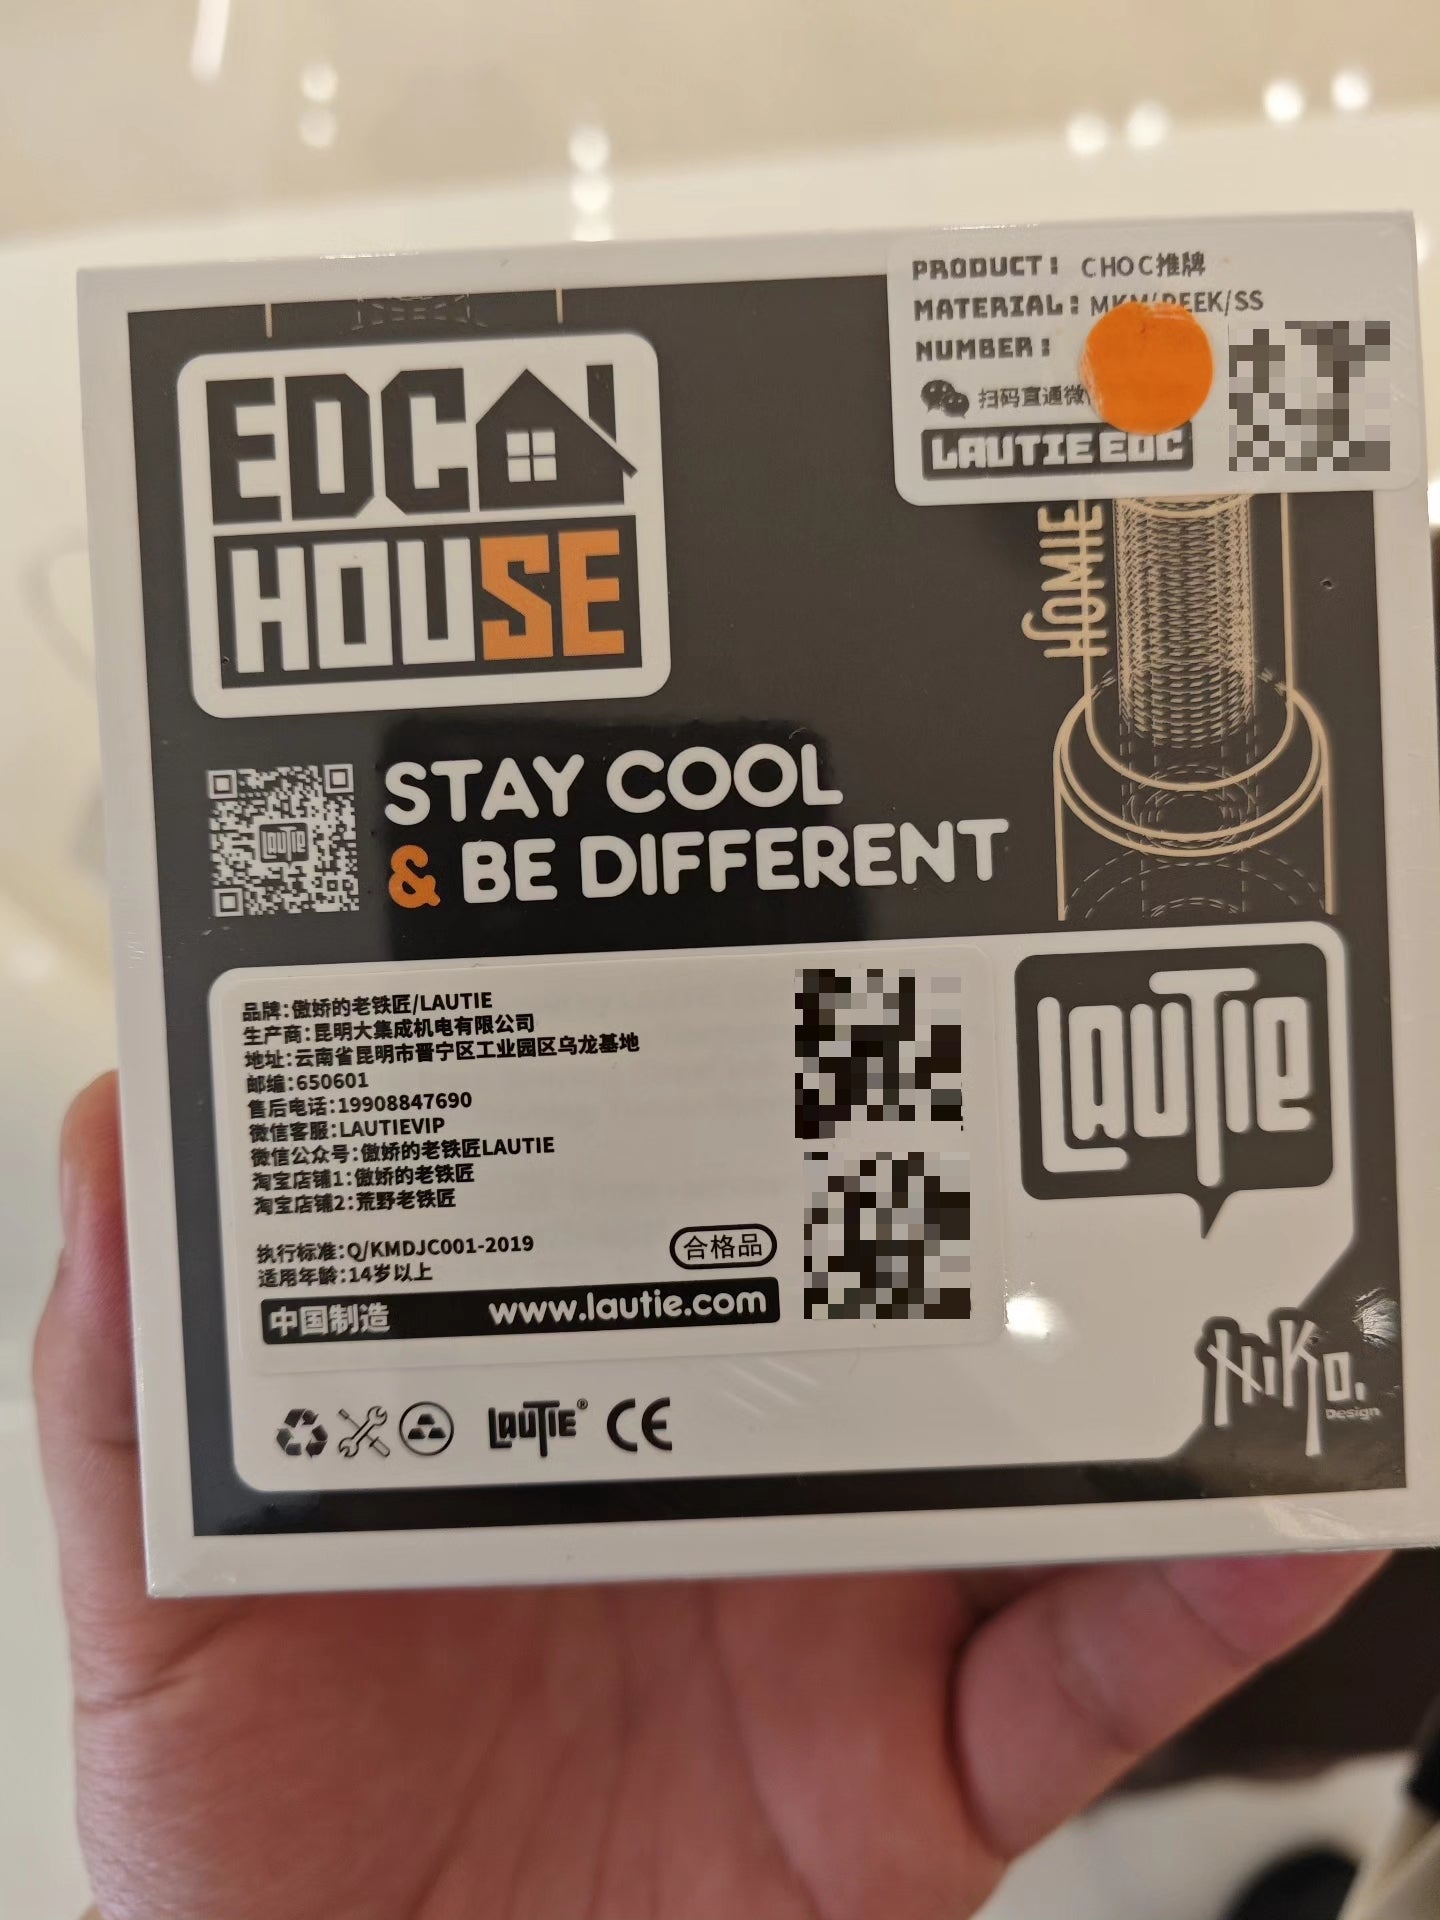 PRODUCT: CHOC推牌
MATERIAL: /SS
NUMBER:
扫码直通微
LAUTIE EDC
EDC
HOUSE
HOMIE
STAY COOL
& BE DIFFERENT
LAUTIE
品牌:傲娇的老铁匠/LAUTIE
生产商:昆明大集成机电有限公司
地址:云南省昆明市晋宁区工业园区乌龙基地
邮编:650601
售后电话:19908847690
微信客服:LAUTIEVIP
微信公众号:傲娇的老铁匠LAUTIE
淘宝店铺1:傲娇的老铁匠
淘宝店铺2:荒野老铁匠
执行标准:Q/KMDJC001-2019
适用年龄:14岁以上
合格品
中国制造 www.lautie.com
LAUTIE
LAUTIE® CE
NiKo.
Design